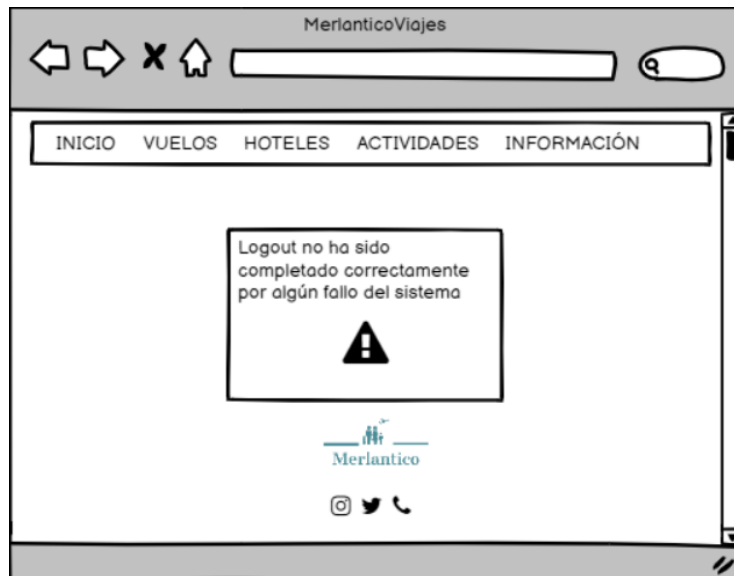 MerlanticoViajes
INICIO VUELOS HOTELES ACTIVIDADES INFORMACIÓN
Logout no ha sido
completado correctamente
por algún fallo del sistema
Merlantico